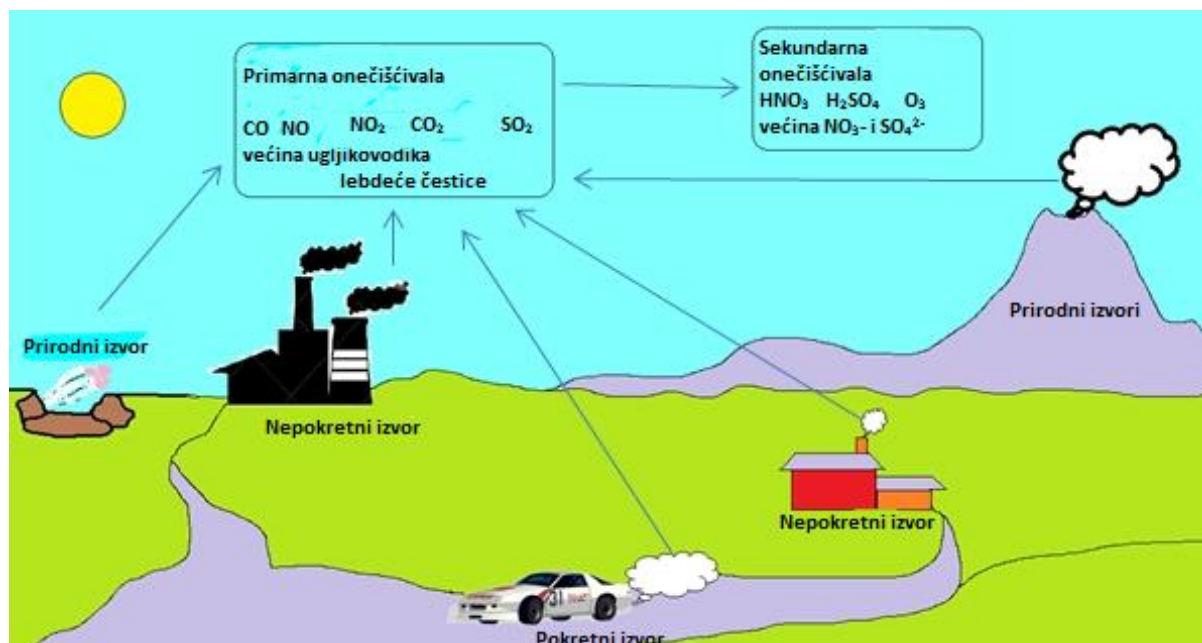 Primarna onečišćivala
CO NO NO₂ CO₂ SO₂
većina ugljikovodika
lebdeće čestice
Sekundarna
onečišćivala
HNO₃ H₂SO₄ O₃
većina NO₃- i SO₄²⁻
Prirodni izvori
Prirodni izvor
Nepokretni izvor
Nepokretni izvor
31
Pokretni izvor